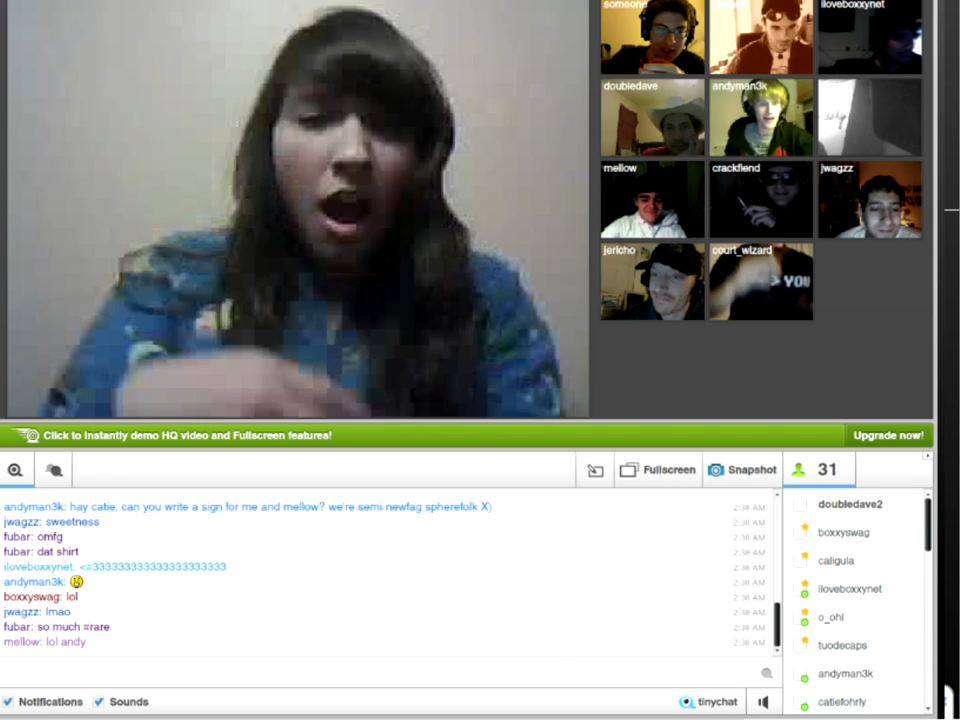 someone
iloveboxxynet
doubledave
andyman3k
mellow
crackfiend
jwagzz
jericho
court_wizard
YOU
Click to instantly demo HQ video and Fullscreen features!
Upgrade now!
Fullscreen
Snapshot
31
andyman3k: hay catie, can you write a sign for me and mellow? we're semi-newfag spherefolk X)
2:38 AM
jwagzz: sweetness
2:38 AM
fubar: omfg
2:38 AM
fubar: dat shirt
2:38 AM
iloveboxxynet: <#333333333333333333333
2:38 AM
andyman3k:
2:38 AM
boxxyswag: lol
2:38 AM
jwagzz: lmao
2:38 AM
fubar: so much #rare
2:38 AM
mellow: lol andy
2:38 AM
doubledave2
boxxyswag
caligula
iloveboxxynet
o_ohl
tuodecaps
andyman3k
catiefohrly
Notifications
Sounds
tinychat